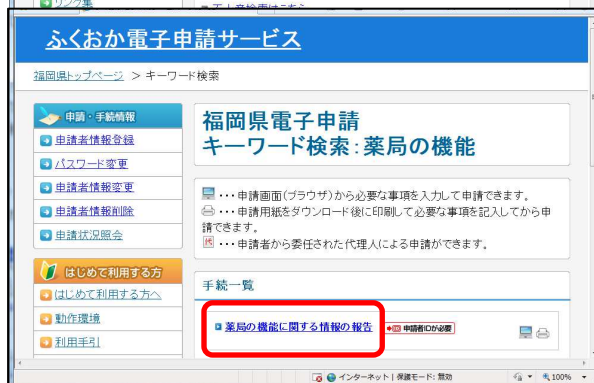 リンク集
五十音検索はこちら
ふくおか電子申請サービス
福岡県トップページ > キーワード検索
申請・手続情報
申請者情報登録
パスワード変更
申請者情報変更
申請者情報削除
申請状況照会
はじめて利用する方
はじめて利用する方へ
動作環境
利用手引
福岡県電子申請
キーワード検索:薬局の機能
・・・申請画面(ブラウザ)から必要な事項を入力して申請できます。
・・・申請用紙をダウンロード後に印刷して必要な事項を記入してから申
請できます。
代 ・・・申請者から委任された代理人による申請ができます。
手続一覧
薬局の機能に関する情報の報告 ID 申請者IDが必要
インターネット | 保護モード: 無効 100%